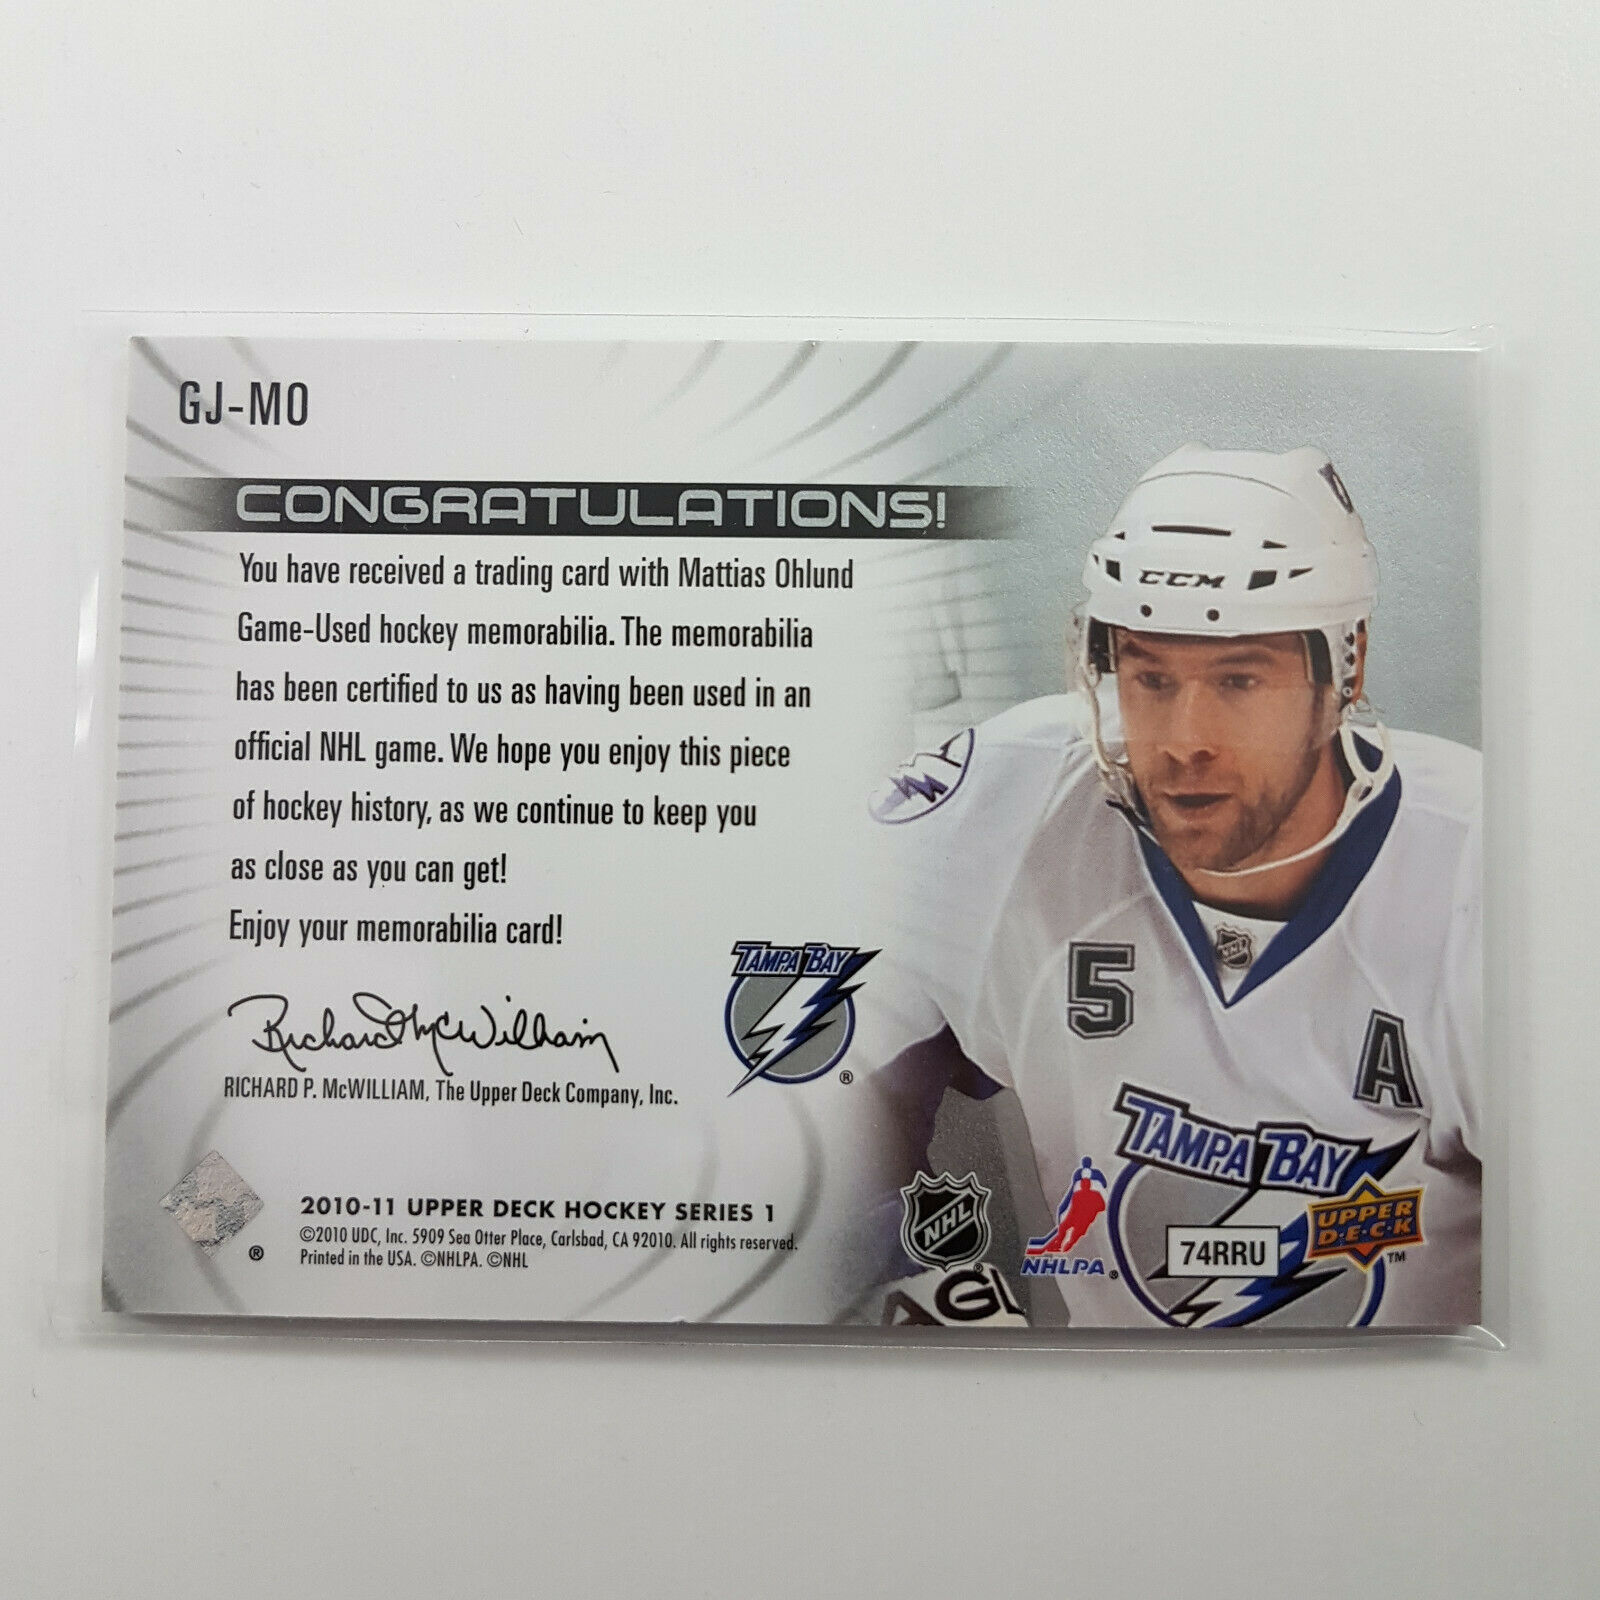 GJ-MO
CONGRATULATIONS!
You have received a trading card with Mattias Ohlund
Game-Used hockey memorabilia. The memorabilia
has been certified to us as having been used in an
official NHL game. We hope you enjoy this piece
of hockey history, as we continue to keep you
as close as you can get!
Enjoy your memorabilia card!
Richard McWilliam
RICHARD P. McWILLIAM, The Upper Deck Company, Inc.
TAMPA BAY
®
CCM
NHL
5
A
TAMPA BAY
®
2010-11 UPPER DECK HOCKEY SERIES 1
©2010 UDC, Inc. 5909 Sea Otter Place, Carlsbad, CA 92010. All rights reserved.
Printed in the USA. ©NHLPA. ©NHL
NHL®
NHLPA®
74RRU
UPPER
D·E·C·K
TM